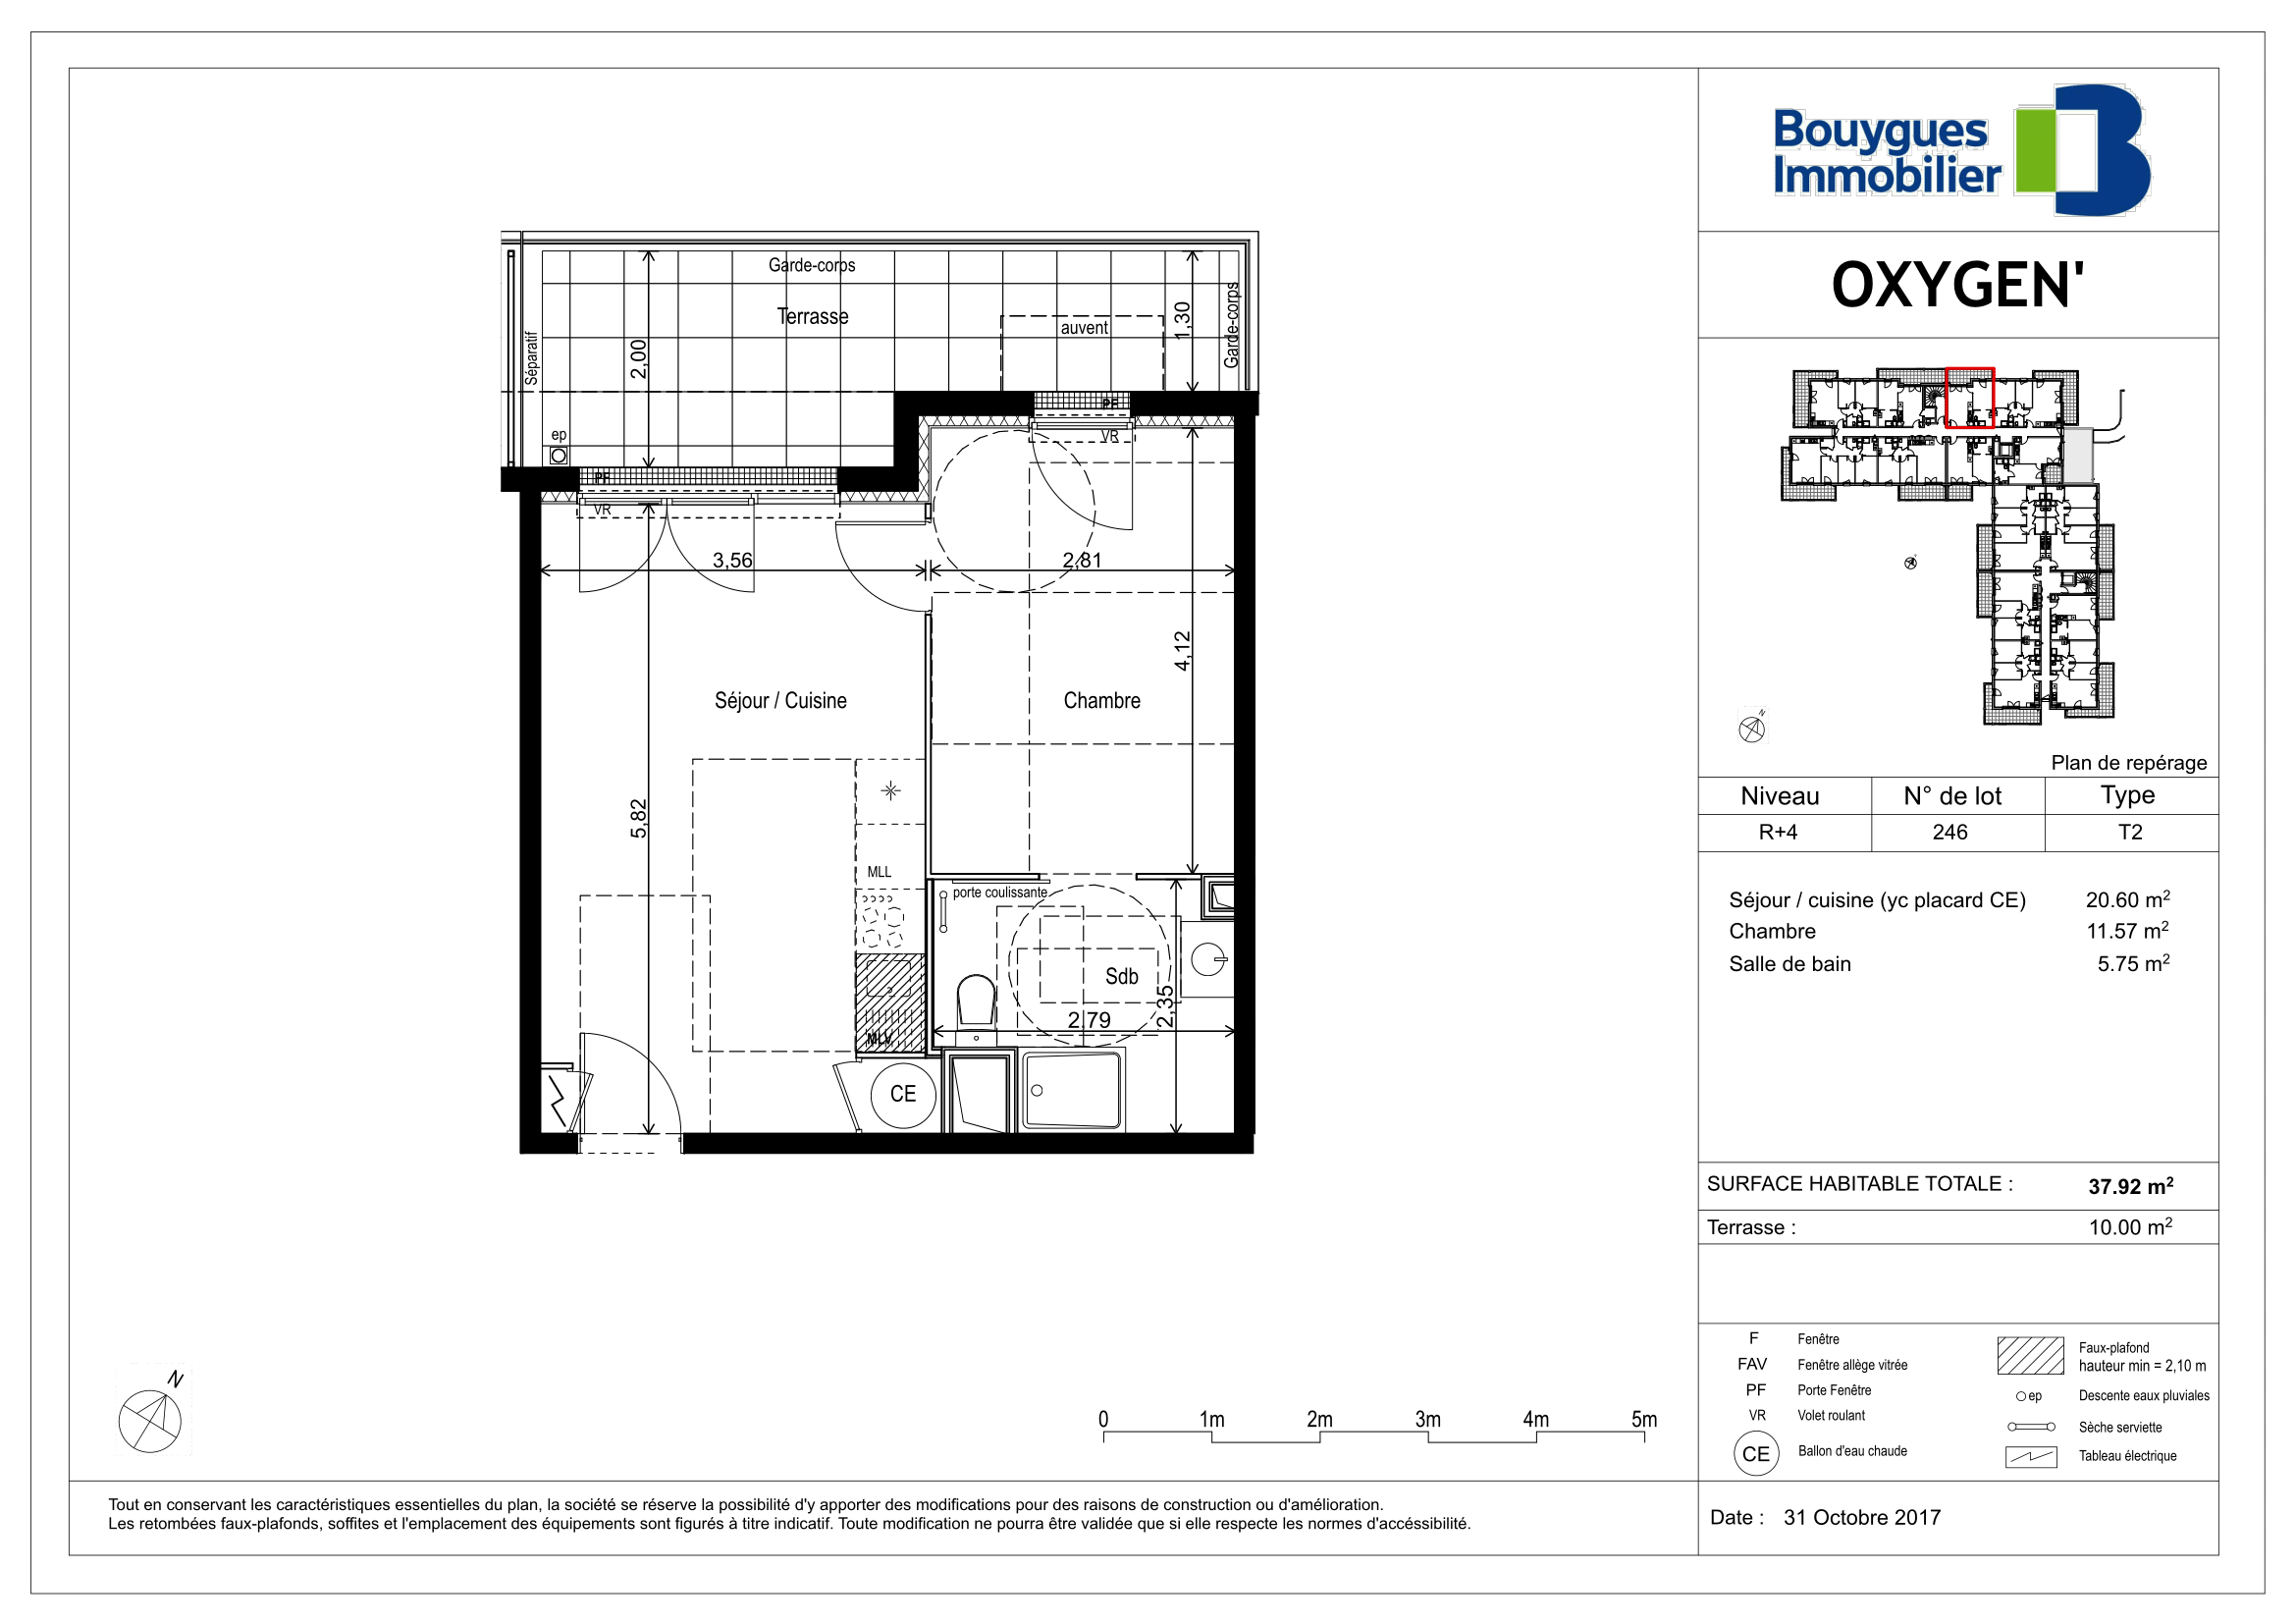 Bouygues
Immobilier
OXYGEN'
Garde-corps
Terrasse
auvent
1,30
Garde-corps
Séparatif
2,00
ep
PF
VR
PF
VR
3,56
2,81
4,12
Séjour / Cuisine
Chambre
5,82
MLL
porte coulissante
Sdb
2,35
2,79
MLV
CE
N
Plan de repérage
Niveau N° de lot Type
R+4 246 T2
Séjour / cuisine (yc placard CE) 20.60 m²
Chambre 11.57 m²
Salle de bain 5.75 m²
SURFACE HABITABLE TOTALE : 37.92 m²
Terrasse : 10.00 m²
F Fenêtre
FAV Fenêtre allège vitrée
PF Porte Fenêtre
VR Volet roulant
CE Ballon d'eau chaude
Faux-plafond
hauteur min = 2,10 m
ep Descente eaux pluviales
Sèche serviette
Tableau électrique
N
0 1m 2m 3m 4m 5m
Tout en conservant les caractéristiques essentielles du plan, la société se réserve la possibilité d'y apporter des modifications pour des raisons de construction ou d'amélioration.
Les retombées faux-plafonds, soffites et l'emplacement des équipements sont figurés à titre indicatif. Toute modification ne pourra être validée que si elle respecte les normes d'accéssibilité.
Date : 31 Octobre 2017